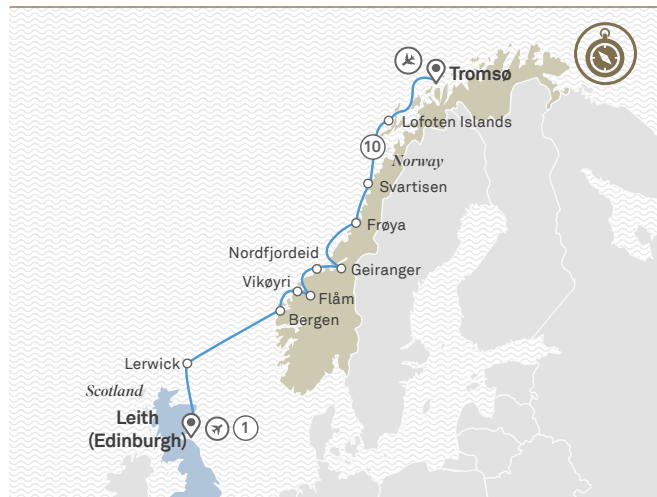 Tromsø
Lofoten Islands
10
Norway
Svartisen
Frøya
Nordfjordeid
Geiranger
Vikøyri
Flåm
Bergen
Lerwick
Scotland
Leith
(Edinburgh)
1